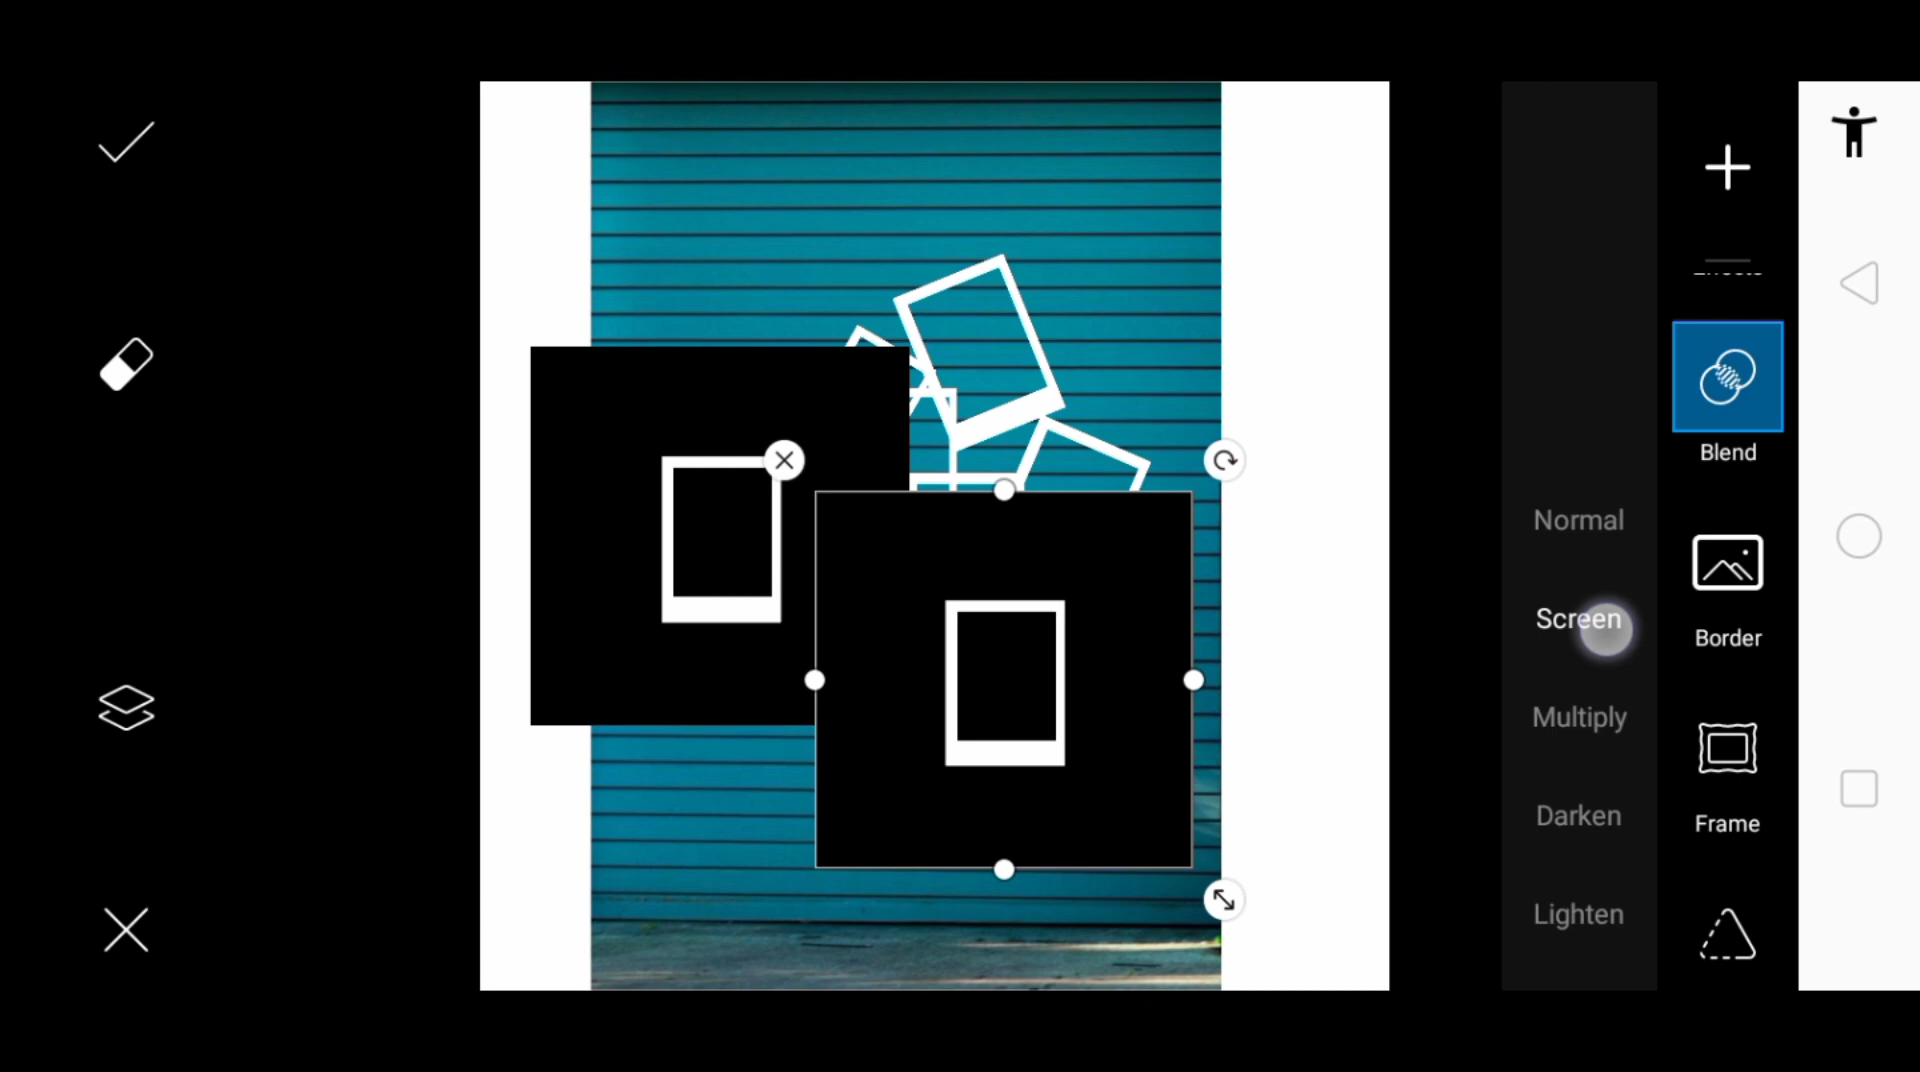 Blend
Normal
Screen
Border
Multiply
Darken
Frame
Lighten